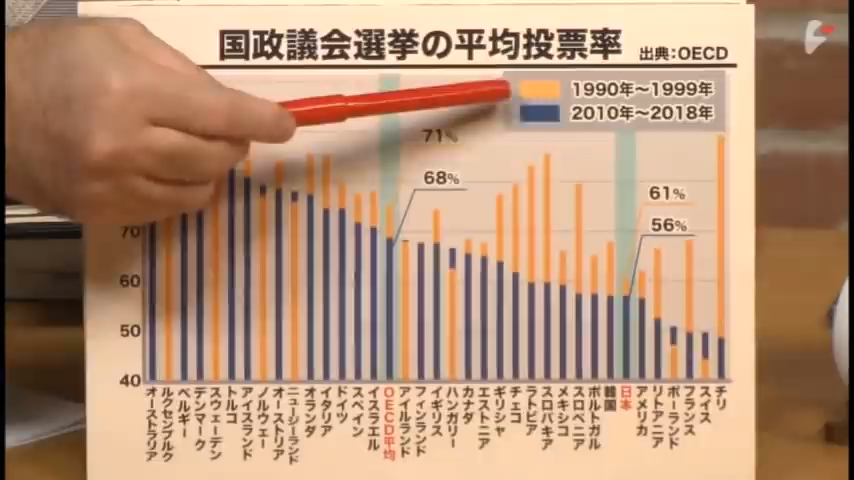 国政議会選挙の平均投票率
出典:OECD
1990年〜1999年
2010年〜2018年
71%
68%
61%
56%
70
60
50
40
オーストラリア
ルクセンブルク
ベルギー
デンマーク
スウェーデン
トルコ
アイスランド
ノルウェー
オーストリア
ニュージーランド
オランダ
イタリア
ドイツ
スペイン
イスラエル
OECD平均
アイルランド
フィンランド
イギリス
ハンガリー
カナダ
エストニア
ギリシャ
チェコ
ラトビア
スロバキア
メキシコ
スロベニア
ポルトガル
韓国
日本
アメリカ
リトアニア
ポーランド
フランス
スイス
チリ